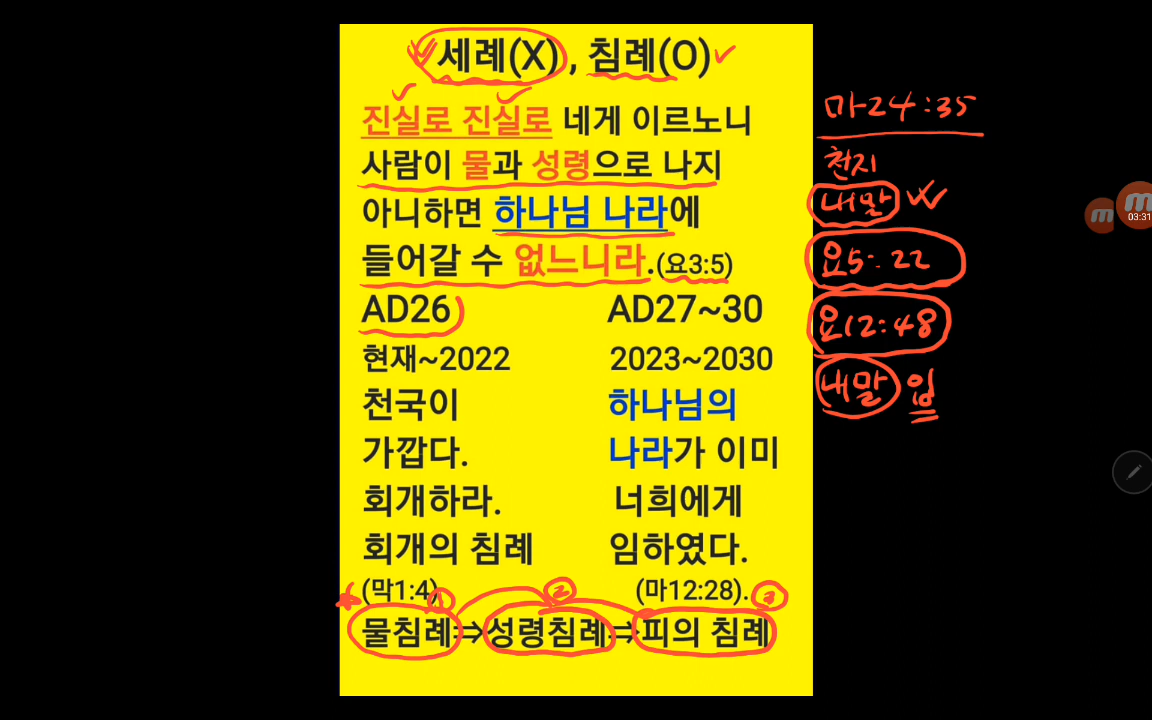 세례(X) , 침례(O)
진실로 진실로 네게 이르노니
사람이 물과 성령으로 나지
아니하면 하나님 나라에
들어갈 수 없느니라.(요3:5)
AD26 AD27~30
현재~2022 2023~2030
천국이 하나님의
가깝다. 나라가 이미
회개하라. 너희에게
회개의 침례 임하였다.
(막1:4) (마12:28).
1 2 3
물침례⇒성령침례⇒피의 침례
마24:35
천지
내말
요5:22
요12:48
내말 입
03:31